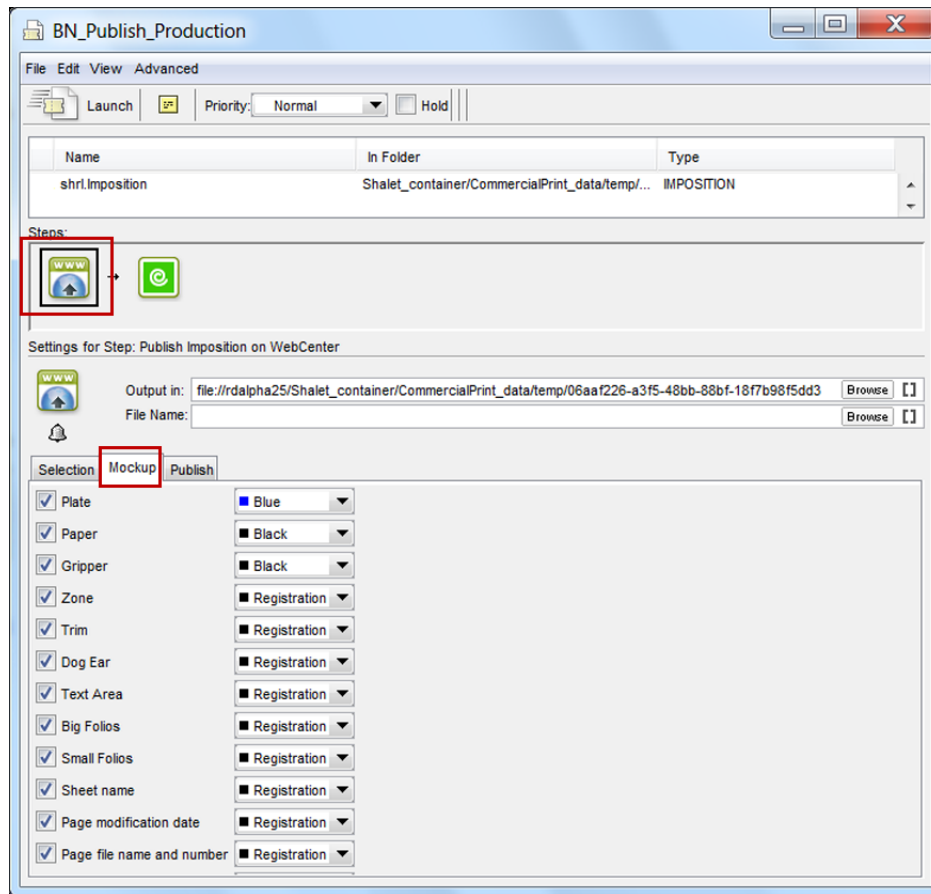 BN_Publish_Production
File Edit View Advanced
Launch Priority: Normal Hold
Name In Folder Type
shrl.Imposition Shalet_container/CommercialPrint_data/temp/... IMPOSITION
Steps:
www
Settings for Step: Publish Imposition on WebCenter
www
Output in: file://rdalpha25/Shalet_container/CommercialPrint_data/temp/06aaf226-a3f5-48bb-88bf-18f7b98f5dd3 Browse []
File Name: Browse []
Selection Mockup Publish
Plate Blue
Paper Black
Gripper Black
Zone Registration
Trim Registration
Dog Ear Registration
Text Area Registration
Big Folios Registration
Small Folios Registration
Sheet name Registration
Page modification date Registration
Page file name and number Registration